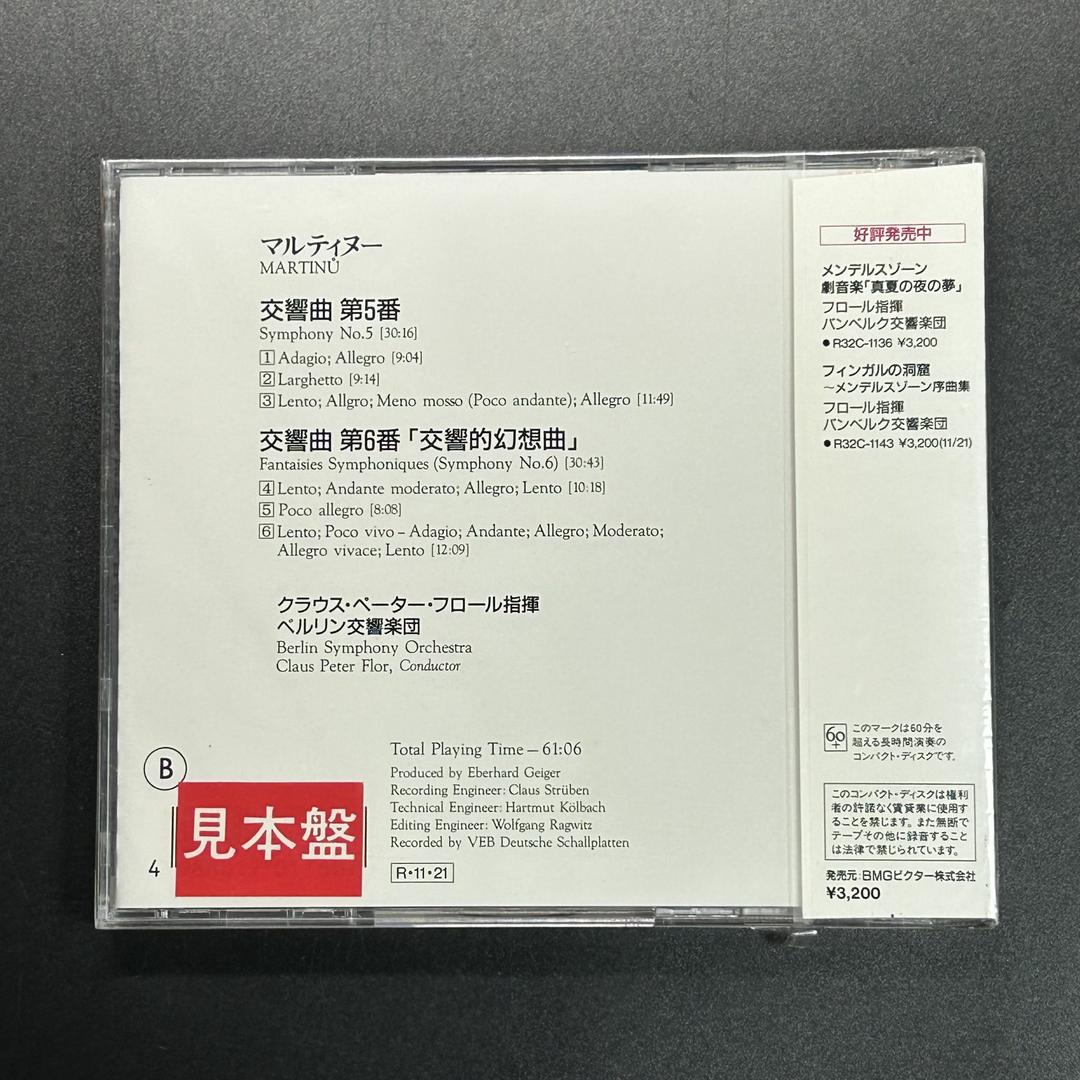 マルティヌー
MARTINŮ
交響曲 第5番
Symphony No.5 [30:16]
1 Adagio; Allegro [9:04]
2 Larghetto [9:14]
3 Lento; Allgro; Meno mosso (Poco andante); Allegro [11:49]
交響曲 第6番「交響的幻想曲」
Fantaisies Symphoniques (Symphony No.6) [30:43]
4 Lento; Andante moderato; Allegro; Lento [10:18]
5 Poco allegro [8:08]
6 Lento; Poco vivo – Adagio; Andante; Allegro; Moderato;
Allegro vivace; Lento [12:09]
クラウス・ペーター・フロール指揮
ベルリン交響楽団
Berlin Symphony Orchestra
Claus Peter Flor, Conductor
Total Playing Time — 61:06
Produced by Eberhard Geiger
Recording Engineer: Claus Strüben
Technical Engineer: Hartmut Kölbach
Editing Engineer: Wolfgang Ragwitz
Recorded by VEB Deutsche Schallplatten
R・11・21
B
見本盤
4
好評発売中
メンデルスゾーン
劇音楽「真夏の夜の夢」
フロール指揮
バンベルク交響楽団
●R32C-1136 ¥3,200
フィンガルの洞窟
〜メンデルスゾーン序曲集
フロール指揮
バンベルク交響楽団
●R32C-1143 ¥3,200(11/21)
60+
このマークは60分を
超える長時間演奏の
コンパクト・ディスクです。
このコンパクト・ディスクは権利
者の許諾なく賃貸業に使用す
ることを禁じます。また無断で
テープその他に録音すること
は法律で禁じられています。
発売元:BMGビクター株式会社
¥3,200